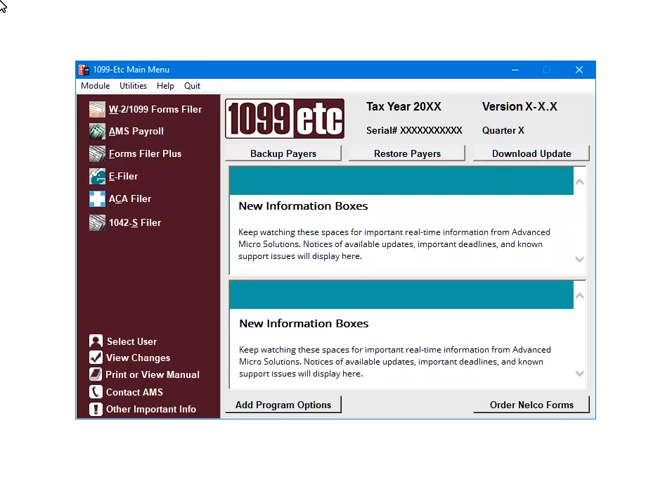 1099-Etc Main Menu
Module Utilities Help Quit
W-2/1099 Forms Filer
AMS Payroll
Forms Filer Plus
E-Filer
ACA Filer
1042-S Filer
Select User
View Changes
Print or View Manual
Contact AMS
Other Important Info
1099 etc
Tax Year 20XX Version X-X.X
Serial# XXXXXXXXXXX Quarter X
Backup Payers Restore Payers Download Update
New Information Boxes
Keep watching these spaces for important real-time information from Advanced
Micro Solutions. Notices of available updates, important deadlines, and known
support issues will display here.
New Information Boxes
Keep watching these spaces for important real-time information from Advanced
Micro Solutions. Notices of available updates, important deadlines, and known
support issues will display here.
Add Program Options Order Nelco Forms